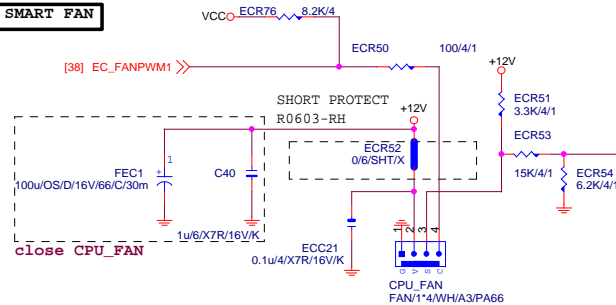 SMART FAN
VCC
ECR76
8.2K/4
[38] EC_FANPWM1
ECR50
100/4/1
+12V
SHORT PROTECT
R0603-RH
+12V
ECR51
3.3K/4/1
ECR53
15K/4/1
ECR54
6.2K/4/1
ECR52
0/6/SHT/X
FEC1
1
+
100u/OS/D/16V/66/C/30m
C40
1u/6/X7R/16V/K
close CPU_FAN
ECC21
0.1u/4/X7R/16V/K
1 2 3 4
G V S C
CPU_FAN
FAN/1*4/WH/A3/PA66